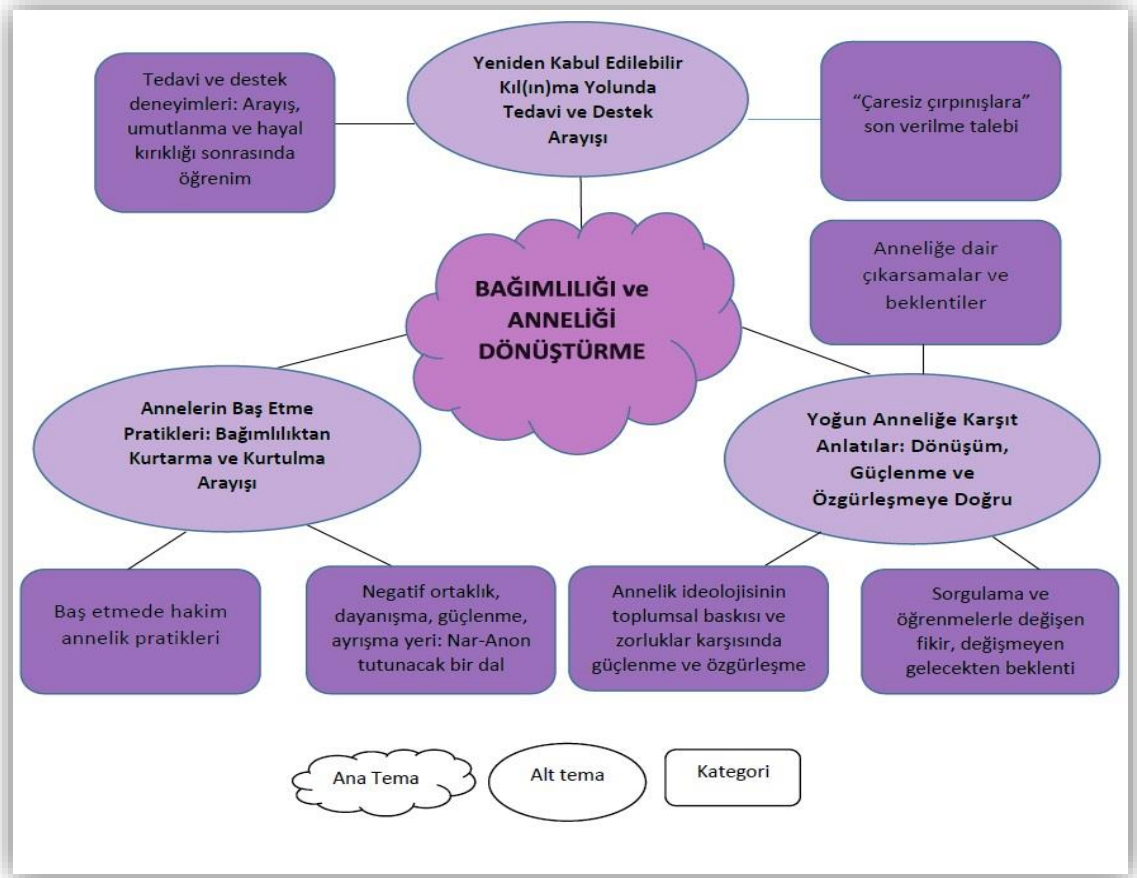 Tedavi ve destek
deneyimleri: Arayış,
umutlanma ve hayal
kırıklığı sonrasında
öğrenim
Yeniden Kabul Edilebilir
Kıl(ın)ma Yolunda
Tedavi ve Destek
Arayışı
“Çaresiz çırpınışlara”
son verilme talebi
BAĞIMLILIĞI ve
ANNELİĞİ
DÖNÜŞTÜRME
Anneliğe dair
çıkarsamalar ve
beklentiler
Annelerin Baş Etme
Pratikleri: Bağımlılıktan
Kurtarma ve Kurtulma
Arayışı
Yoğun Anneliğe Karşıt
Anlatılar: Dönüşüm,
Güçlenme ve
Özgürleşmeye Doğru
Baş etmede hakim
annelik pratikleri
Negatif ortaklık,
dayanışma, güçlenme,
ayrışma yeri: Nar-Anon
tutunacak bir dal
Annelik ideolojisinin
toplumsal baskısı ve
zorluklar karşısında
güçlenme ve özgürleşme
Sorgulama ve
öğrenmelerle değişen
fikir, değişmeyen
gelecekten beklenti
Ana Tema
Alt tema
Kategori